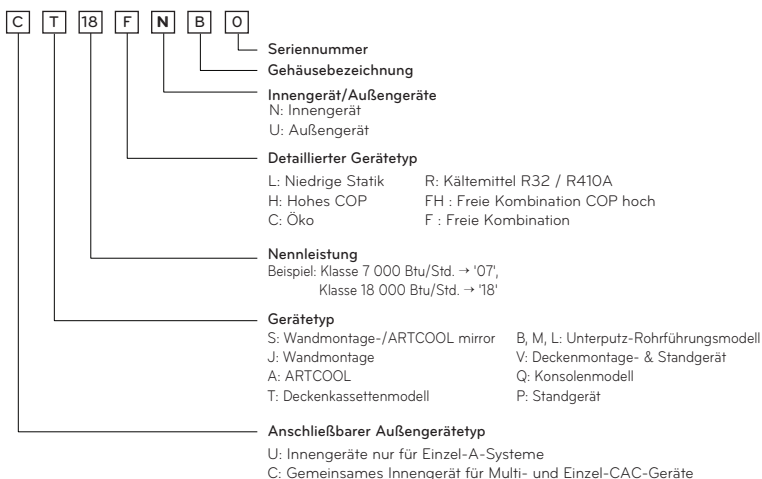 C T 18 F N B 0
Seriennummer
Gehäusebezeichnung
Innengerät/Außengeräte
N: Innengerät
U: Außengerät
Detaillierter Gerätetyp
L: Niedrige Statik R: Kältemittel R32 / R410A
H: Hohes COP FH : Freie Kombination COP hoch
C: Öko F : Freie Kombination
Nennleistung
Beispiel: Klasse 7 000 Btu/Std. → '07',
Klasse 18 000 Btu/Std. → '18'
Gerätetyp
S: Wandmontage-/ARTCOOL mirror B, M, L: Unterputz-Rohrführungsmodell
J: Wandmontage V: Deckenmontage- & Standgerät
A: ARTCOOL Q: Konsolenmodell
T: Deckenkassettenmodell P: Standgerät
Anschließbarer Außengerätetyp
U: Innengeräte nur für Einzel-A-Systeme
C: Gemeinsames Innengerät für Multi- und Einzel-CAC-Geräte